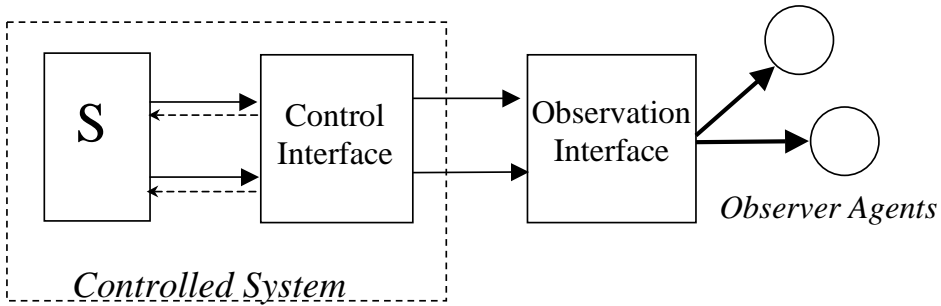 S
Control
Interface
Observation
Interface
Observer Agents
Controlled System